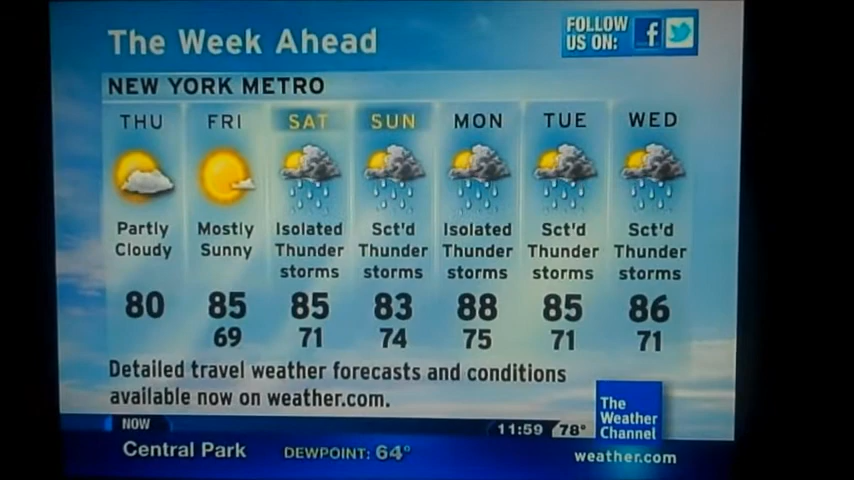 The Week Ahead
FOLLOW
US ON:
f
NEW YORK METRO
THU FRI SAT SUN MON TUE WED
Partly Mostly Isolated Sct'd Isolated Sct'd Sct'd
Cloudy Sunny Thunder Thunder Thunder Thunder Thunder
storms storms storms storms storms
80 85 85 83 88 85 86
69 71 74 75 71 71
Detailed travel weather forecasts and conditions
available now on weather.com.
The
Weather
Channel
NOW
11:59 78°
Central Park DEWPOINT: 64°
weather.com